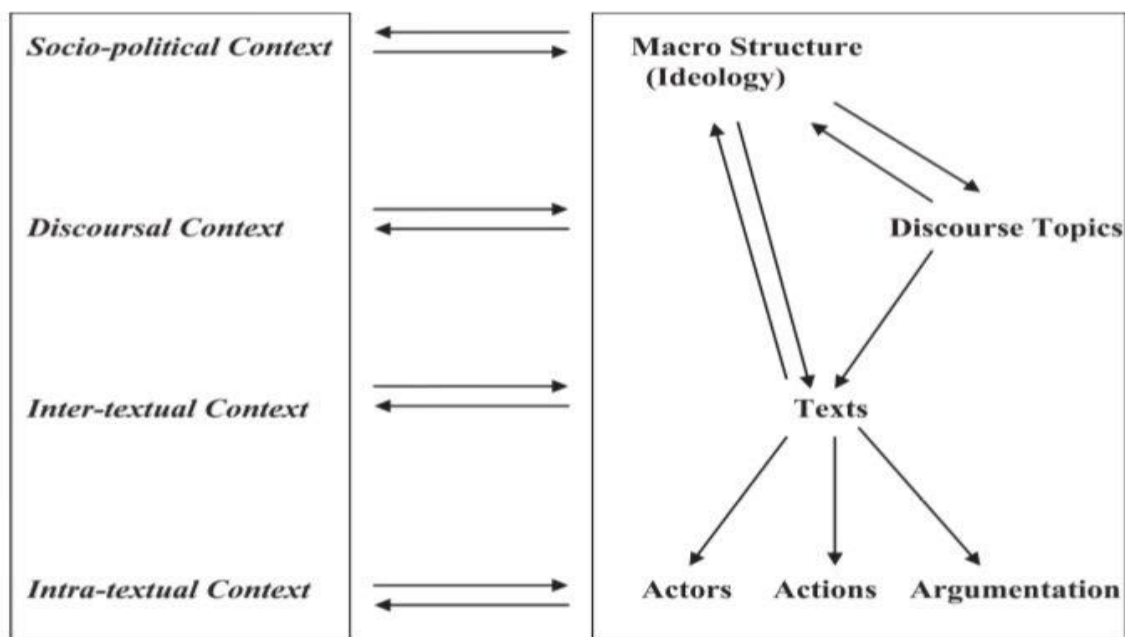 Socio-political Context
Macro Structure
(Ideology)
Discoursal Context
Discourse Topics
Inter-textual Context
Texts
Intra-textual Context
Actors
Actions
Argumentation